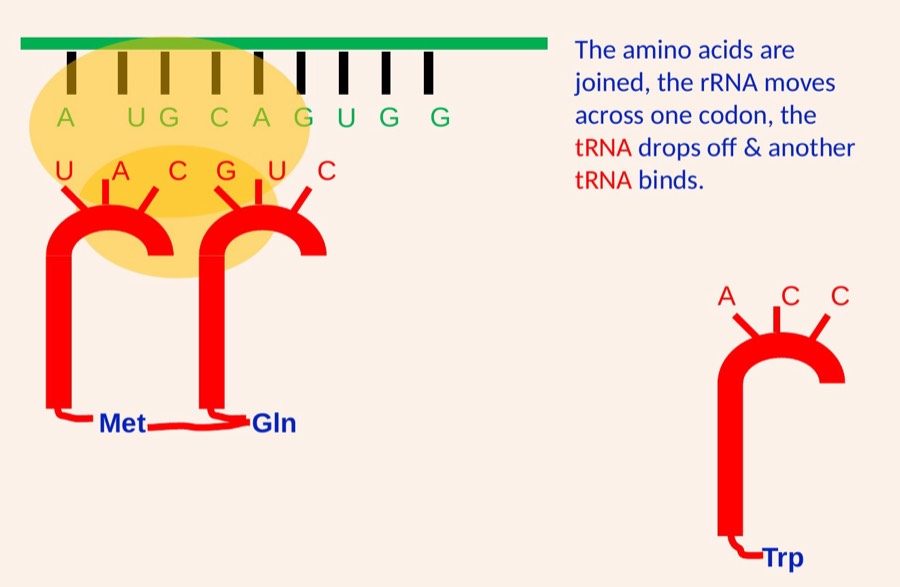 The amino acids are
joined, the rRNA moves
across one codon, the
tRNA drops off & another
tRNA binds.
A U G C A G U G G
U A C G U C
A C C
Met Gln
Trp